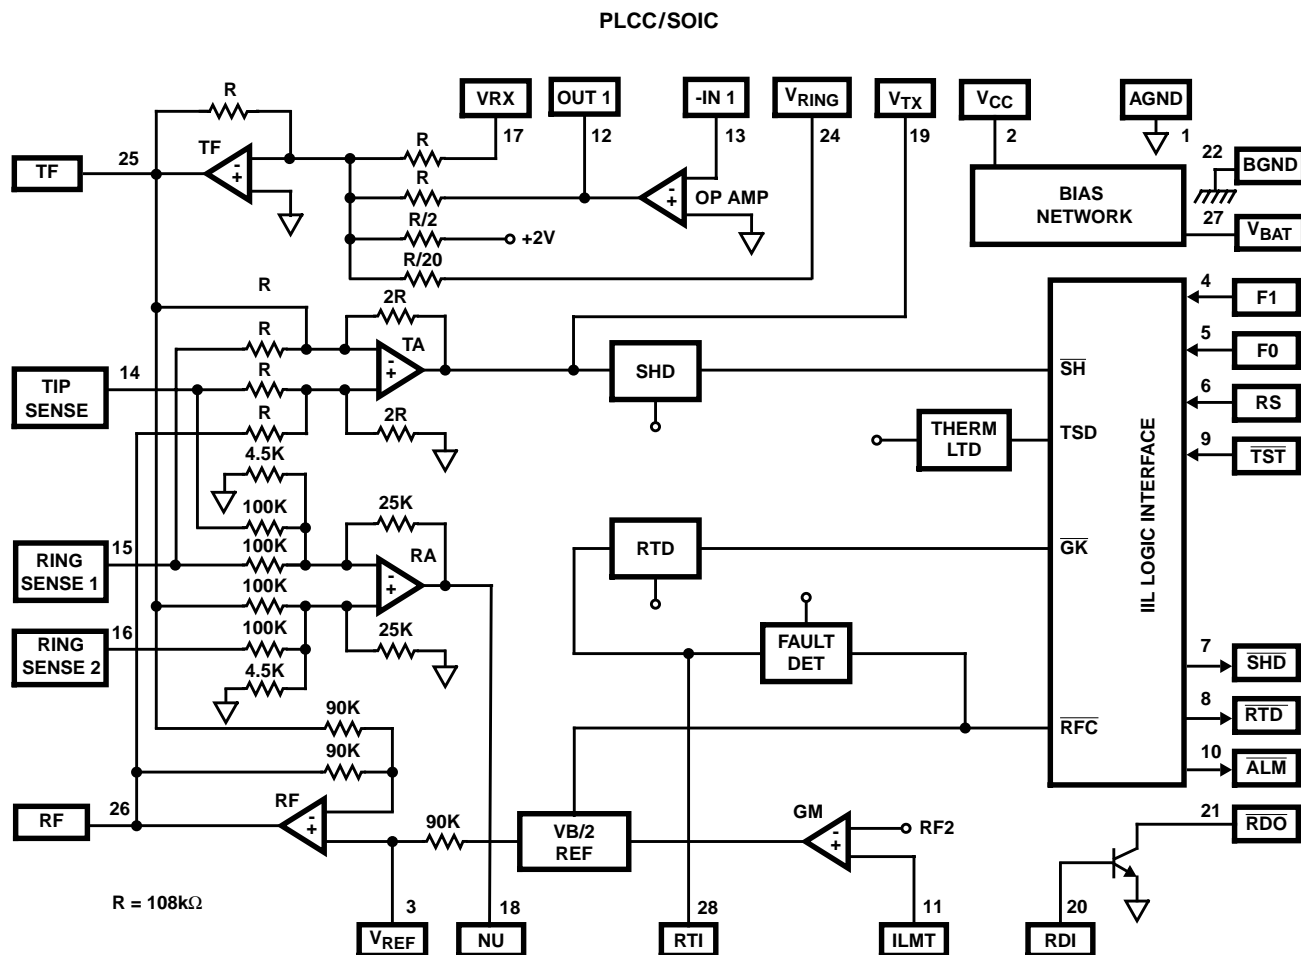 PLCC/SOIC
R
VRX
OUT 1
-IN 1
VRING
VTX
VCC
AGND
17
12
13
24
19
2
1
TF
25
TF
-
+
R
R
R/2
+2V
R/20
-
+
OP AMP
BIAS
NETWORK
22
BGND
27
VBAT
R
2R
R
TA
-
+
TIP
SENSE
14
R
R
2R
SHD
SH
THERM
LTD
TSD
IIL LOGIC INTERFACE
4
F1
5
F0
6
RS
9
TST
4.5K
100K
25K
RING
SENSE 1
15
100K
RA
-
+
RTD
GK
100K
RING
SENSE 2
16
100K
25K
4.5K
FAULT
DET
7
SHD
8
RTD
10
ALM
90K
90K
RFC
RF
26
RF
-
+
90K
VB/2
REF
GM
-
+
RF2
21
RDO
R = 108kΩ
3
18
28
11
20
VREF
NU
RTI
ILMT
RDI